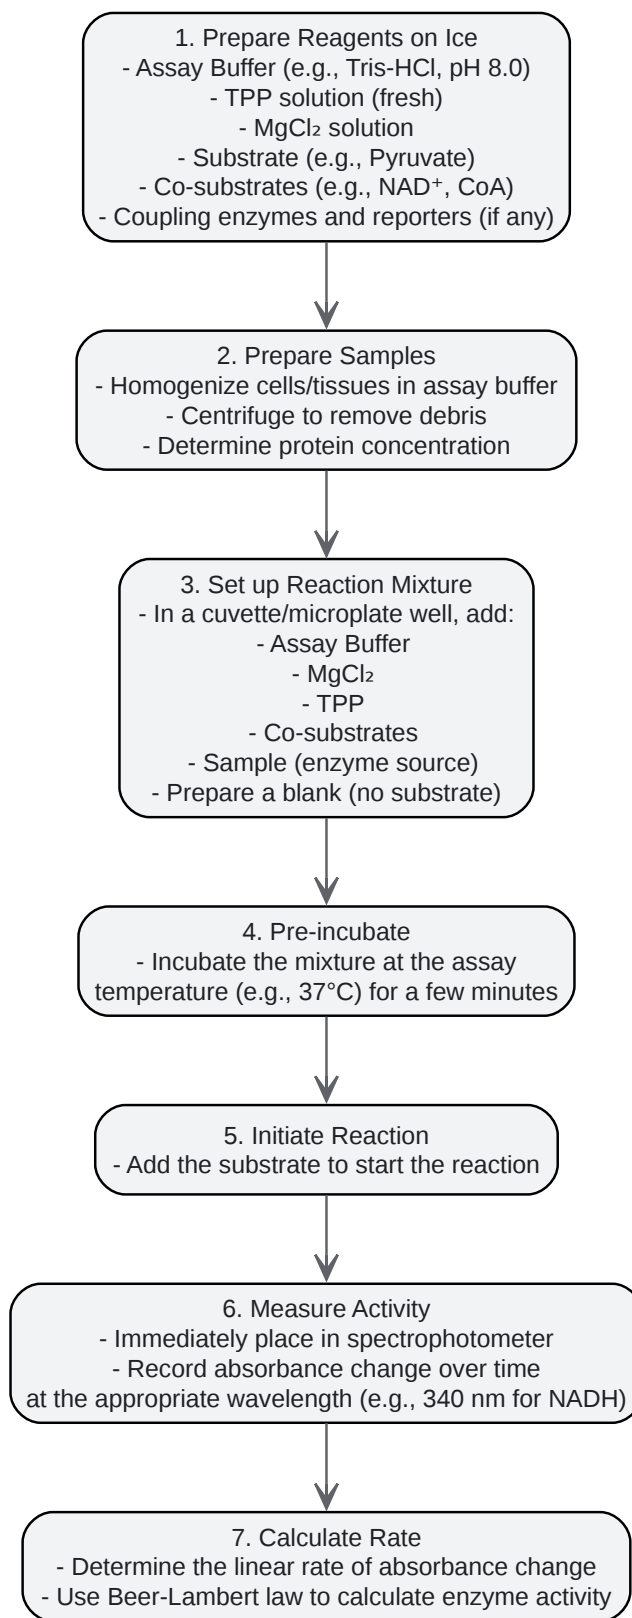 1. Prepare Reagents on Ice
- Assay Buffer (e.g., Tris-HCl, pH 8.0)
- TPP solution (fresh)
- MgCl₂ solution
- Substrate (e.g., Pyruvate)
- Co-substrates (e.g., NAD⁺, CoA)
- Coupling enzymes and reporters (if any)
2. Prepare Samples
- Homogenize cells/tissues in assay buffer
- Centrifuge to remove debris
- Determine protein concentration
3. Set up Reaction Mixture
- In a cuvette/microplate well, add:
- Assay Buffer
- MgCl₂
- TPP
- Co-substrates
- Sample (enzyme source)
- Prepare a blank (no substrate)
4. Pre-incubate
- Incubate the mixture at the assay
temperature (e.g., 37°C) for a few minutes
5. Initiate Reaction
- Add the substrate to start the reaction
6. Measure Activity
- Immediately place in spectrophotometer
- Record absorbance change over time
at the appropriate wavelength (e.g., 340 nm for NADH)
7. Calculate Rate
- Determine the linear rate of absorbance change
- Use Beer-Lambert law to calculate enzyme activity